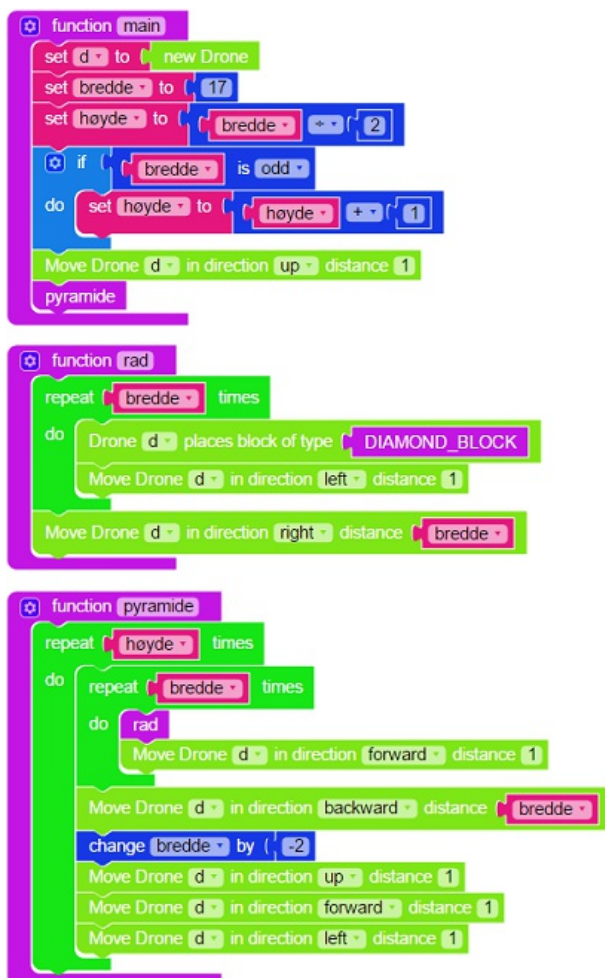 function main
set d to new Drone
set bredde to 17
set høyde to bredde ÷ 2
if bredde is odd
do set høyde to høyde + 1
Move Drone d in direction up distance 1
pyramide
function rad
repeat bredde times
do Drone d places block of type DIAMOND_BLOCK
Move Drone d in direction left distance 1
Move Drone d in direction right distance bredde
function pyramide
repeat høyde times
do repeat bredde times
do rad
Move Drone d in direction forward distance 1
Move Drone d in direction backward distance bredde
change bredde by -2
Move Drone d in direction up distance 1
Move Drone d in direction forward distance 1
Move Drone d in direction left distance 1